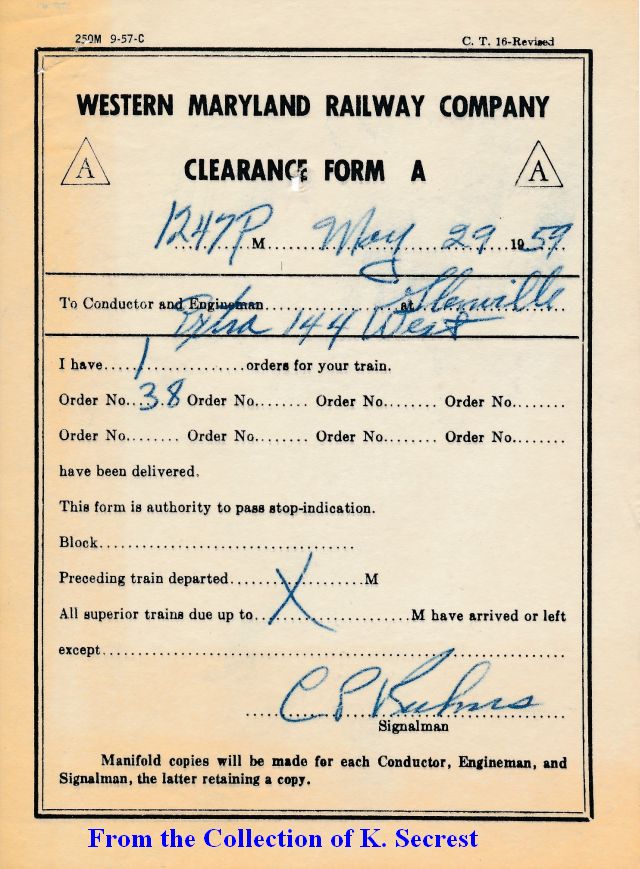 250M 9-57-C C. T. 16-Revised
WESTERN MARYLAND RAILWAY COMPANY
A CLEARANCE FORM A A
1247P M May 29 1959
To Conductor and Engineman at Glenville
Extra 144 West
I have.....1...............orders for your train.
Order No..38 Order No........ Order No........ Order No........
Order No........ Order No........ Order No........ Order No........
have been delivered.
This form is authority to pass stop-indication.
Block.......................................
Preceding train departed........X............M
All superior trains due up to.......................M have arrived or left
except.......................................................................
C P
Signalman
Manifold copies will be made for each Conductor, Engineman, and
Signalman, the latter retaining a copy.
From the Collection of K. Secrest